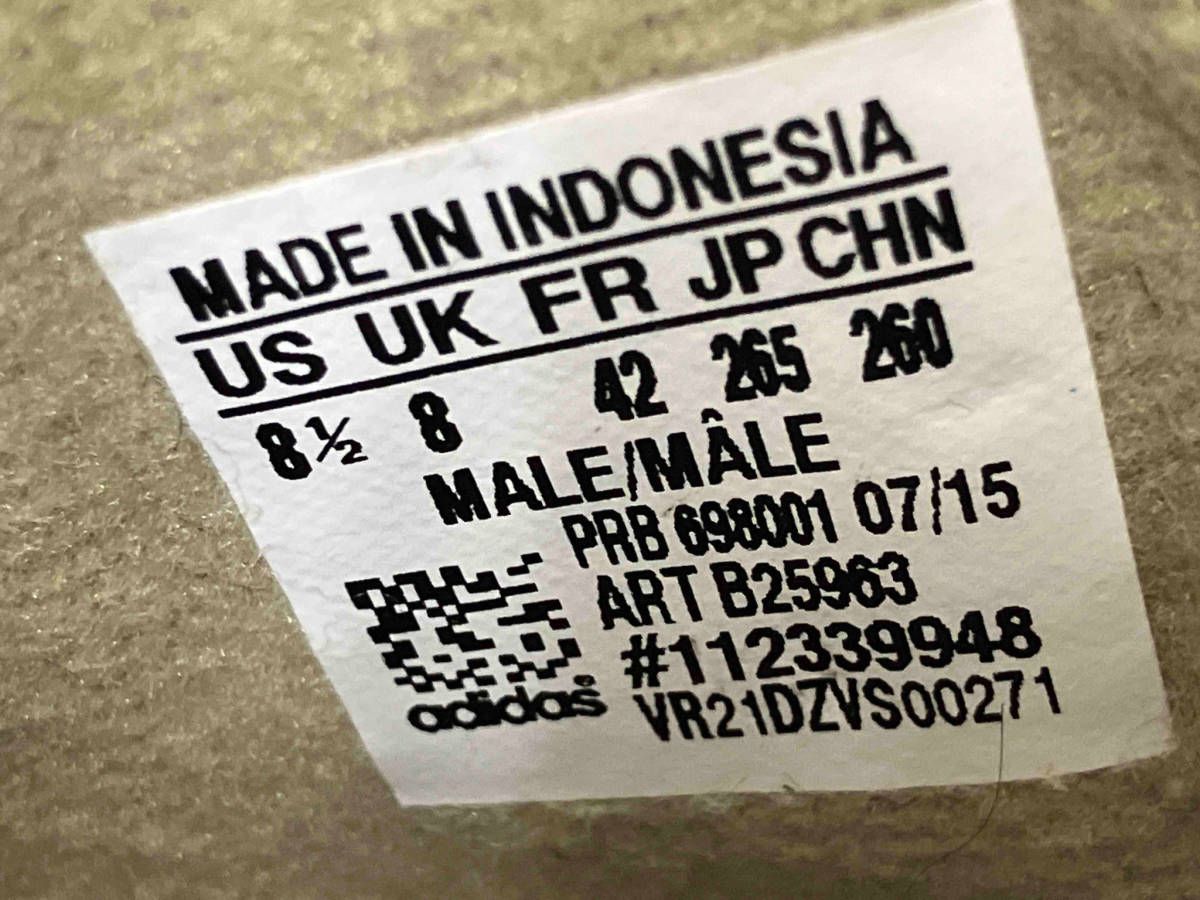 MADE IN INDONESIA
US UK FR JP CHN
8½ 8 42 265 260
MALE/MÂLE
PRB 698001 07/15
ART B25963
#112339948
adidas® VR21DZVS00271